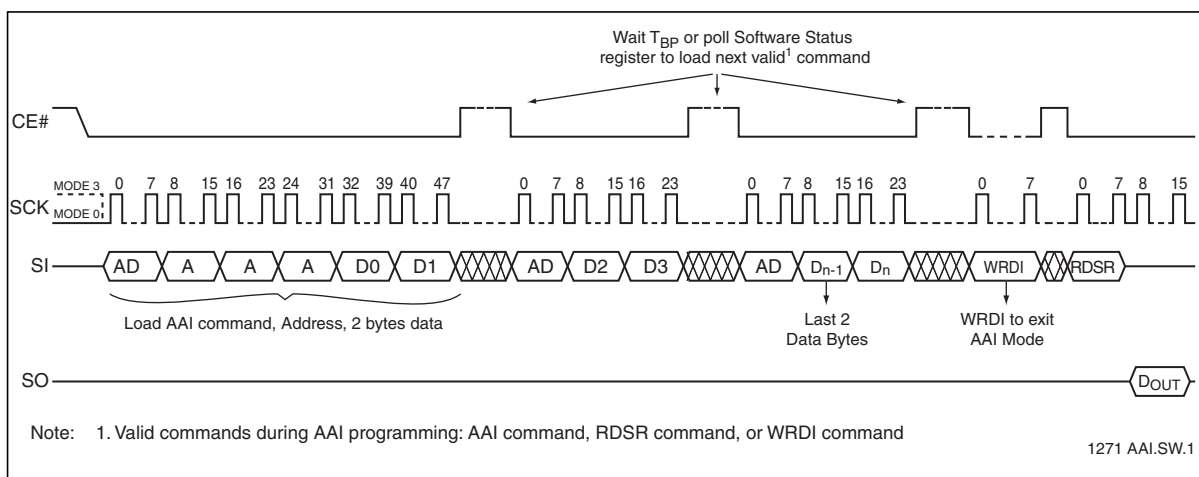 Wait TBP or poll Software Status
register to load next valid1 command
CE#
MODE 3
MODE 0
SCK
0 7 8 15 16 23 24 31 32 39 40 47 0 7 8 15 16 23 0 7 8 15 16 23 0 7 0 7 8 15
SI
AD A A A D0 D1 AD D2 D3 AD Dn-1 Dn WRDI RDSR
Load AAI command, Address, 2 bytes data
Last 2
Data Bytes
WRDI to exit
AAI Mode
SO
DOUT
Note: 1. Valid commands during AAI programming: AAI command, RDSR command, or WRDI command
1271 AAI.SW.1